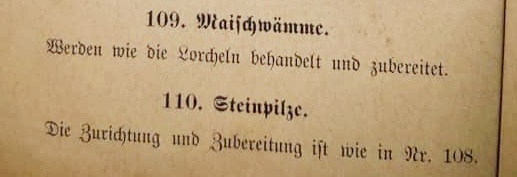 109. Maischwämme.
Werden wie die Lorcheln behandelt und zubereitet.
110. Steinpilze.
Die Zurichtung und Zubereitung ist wie in Nr. 108.